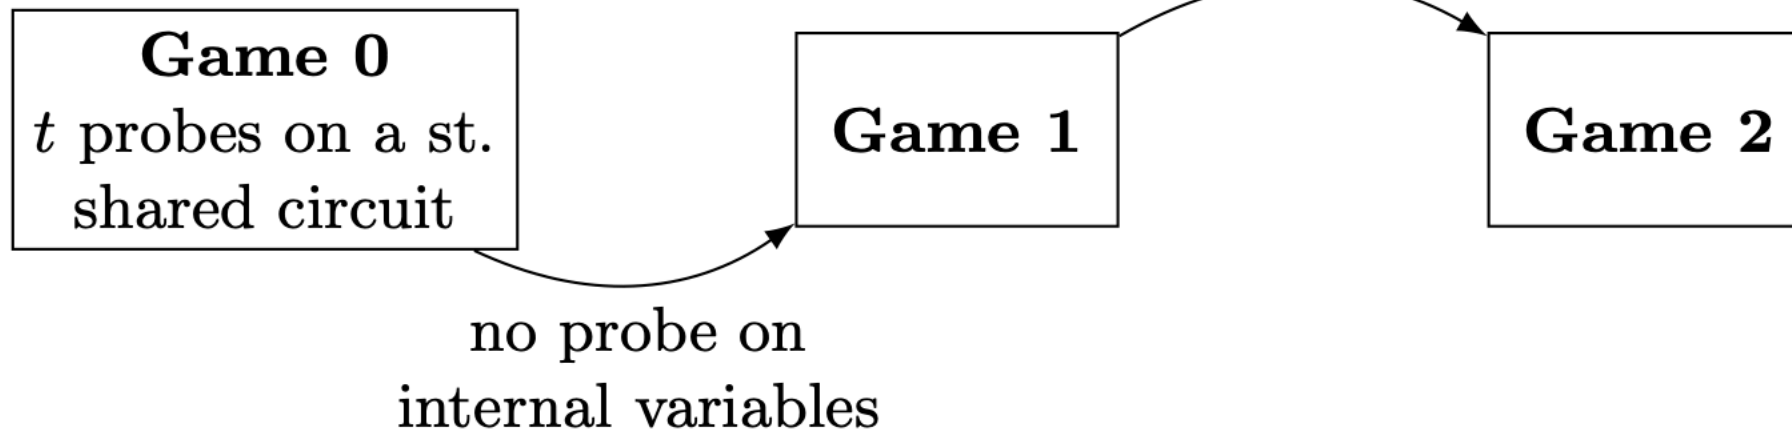 Game 0
t probes on a st.
shared circuit
Game 1
Game 2
no probe on
internal variables